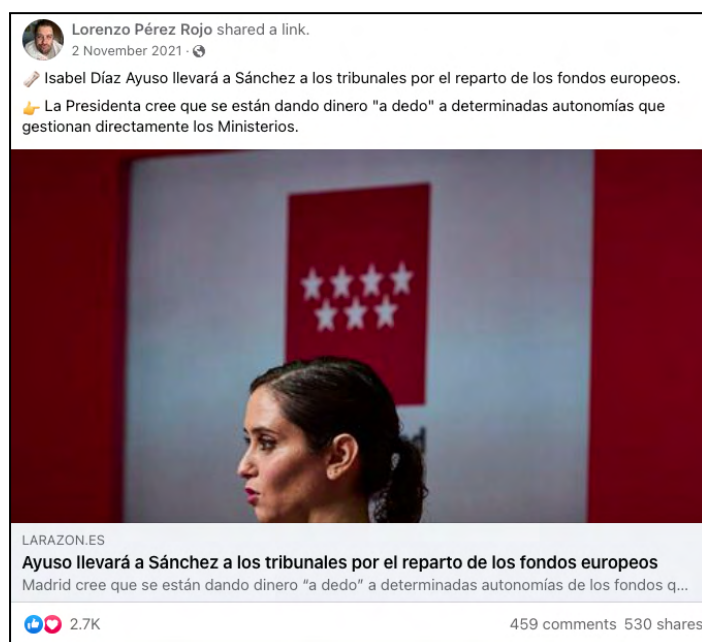 Lorenzo Pérez Rojo shared a link.
2 November 2021 ·
🗞️ Isabel Díaz Ayuso llevará a Sánchez a los tribunales por el reparto de los fondos europeos.
👉 La Presidenta cree que se están dando dinero "a dedo" a determinadas autonomías que
gestionan directamente los Ministerios.
LARAZON.ES
Ayuso llevará a Sánchez a los tribunales por el reparto de los fondos europeos
Madrid cree que se están dando dinero “a dedo” a determinadas autonomías de los fondos q...
2.7K
459 comments 530 shares